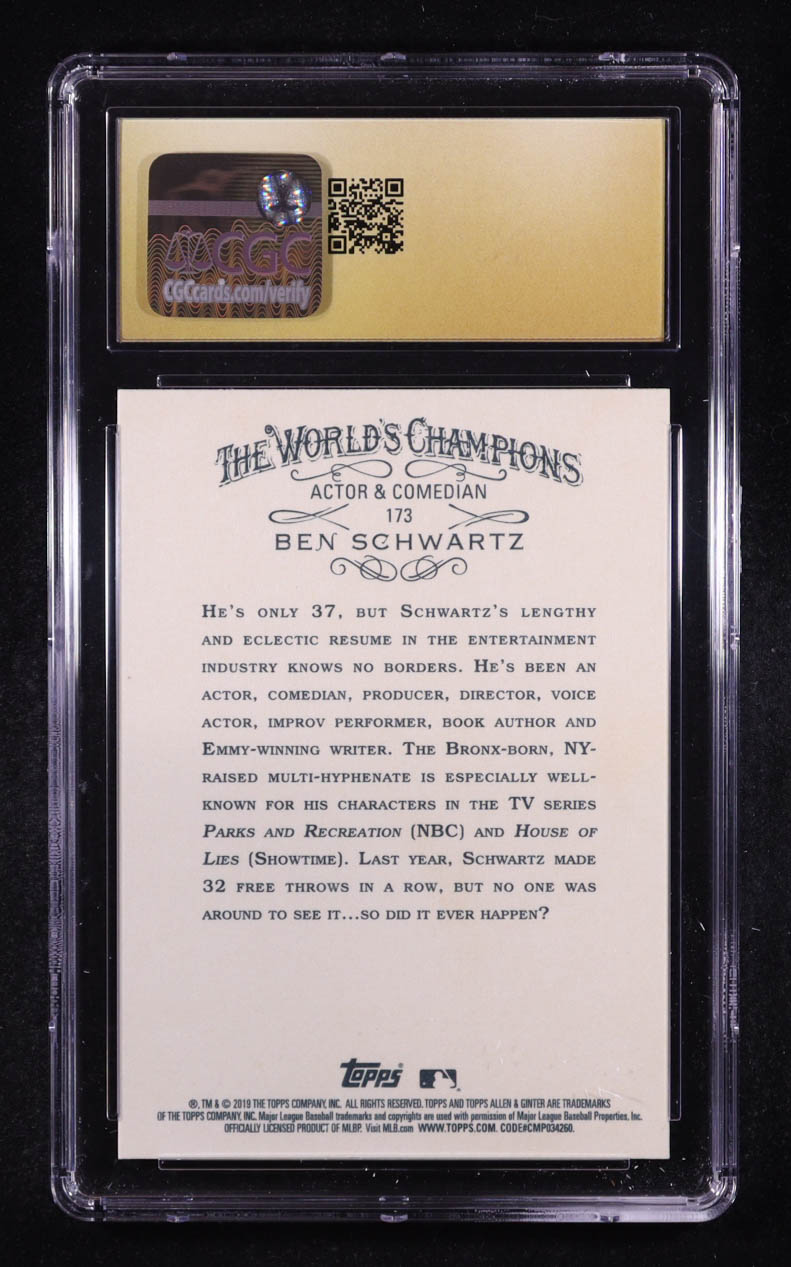 CGC
CGCcards.com/verify
THE WORLD'S CHAMPIONS
ACTOR & COMEDIAN
173
BEN SCHWARTZ
HE'S ONLY 37, BUT SCHWARTZ'S LENGTHY
AND ECLECTIC RESUME IN THE ENTERTAINMENT
INDUSTRY KNOWS NO BORDERS. HE'S BEEN AN
ACTOR, COMEDIAN, PRODUCER, DIRECTOR, VOICE
ACTOR, IMPROV PERFORMER, BOOK AUTHOR AND
EMMY-WINNING WRITER. THE BRONX-BORN, NY-
RAISED MULTI-HYPHENATE IS ESPECIALLY WELL-
KNOWN FOR HIS CHARACTERS IN THE TV SERIES
PARKS AND RECREATION (NBC) AND HOUSE OF
LIES (SHOWTIME). LAST YEAR, SCHWARTZ MADE
32 FREE THROWS IN A ROW, BUT NO ONE WAS
AROUND TO SEE IT...SO DID IT EVER HAPPEN?
Topps®
®, TM & © 2019 THE TOPPS COMPANY, INC. ALL RIGHTS RESERVED. TOPPS AND TOPPS ALLEN & GINTER ARE TRADEMARKS
OF THE TOPPS COMPANY, INC. Major League Baseball trademarks and copyrights are used with permission of Major League Baseball Properties, Inc.
OFFICIALLY LICENSED PRODUCT OF MLBP. Visit MLB.com WWW.TOPPS.COM. CODE#CMP034260.